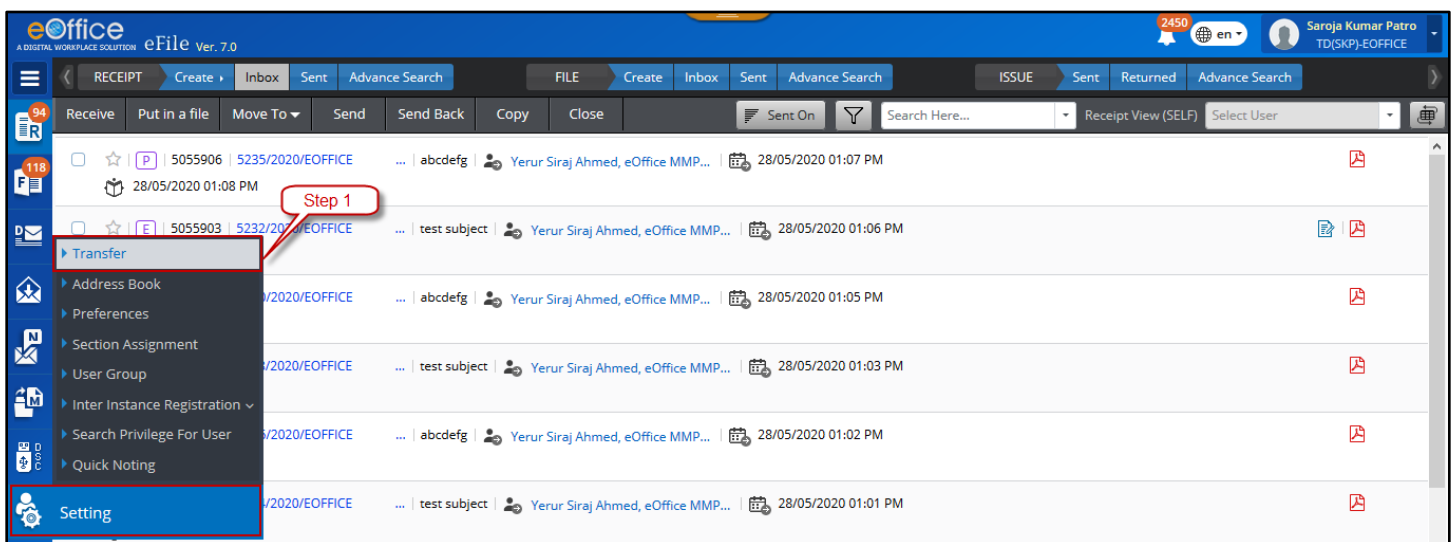 eOffice
A DIGITAL WORKPLACE SOLUTION eFile Ver. 7.0
2450
en
Saroja Kumar Patro
TD(SKP)-EOFFICE
RECEIPT Create Inbox Sent Advance Search FILE Create Inbox Sent Advance Search ISSUE Sent Returned Advance Search
94
R
Receive Put in a file Move To Send Send Back Copy Close Sent On Search Here... Receipt View (SELF) Select User
118
F
P 5055906 5235/2020/EOFFICE ... abcdefg Yerur Siraj Ahmed, eOffice MMP... 28/05/2020 01:07 PM
28/05/2020 01:08 PM
Step 1
D
E 5055903 5232/2020/EOFFICE ... test subject Yerur Siraj Ahmed, eOffice MMP... 28/05/2020 01:06 PM
Transfer
Address Book
/2020/EOFFICE ... abcdefg Yerur Siraj Ahmed, eOffice MMP... 28/05/2020 01:05 PM
Preferences
N
Section Assignment
/2020/EOFFICE ... test subject Yerur Siraj Ahmed, eOffice MMP... 28/05/2020 01:03 PM
User Group
M
Inter Instance Registration
Search Privilege For User
/2020/EOFFICE ... abcdefg Yerur Siraj Ahmed, eOffice MMP... 28/05/2020 01:02 PM
DSC
Quick Noting
Setting
/2020/EOFFICE ... test subject Yerur Siraj Ahmed, eOffice MMP... 28/05/2020 01:01 PM